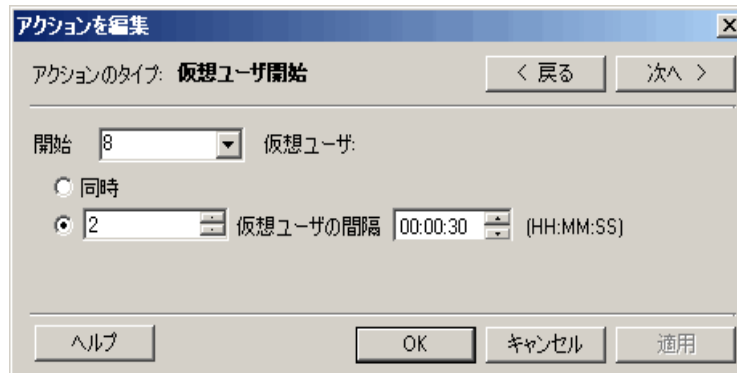 アクションを編集
アクションのタイプ: 仮想ユーザ開始 < 戻る 次へ >
開始 8 仮想ユーザ:
同時
2 仮想ユーザの間隔 00:00:30 (HH:MM:SS)
ヘルプ OK キャンセル 適用